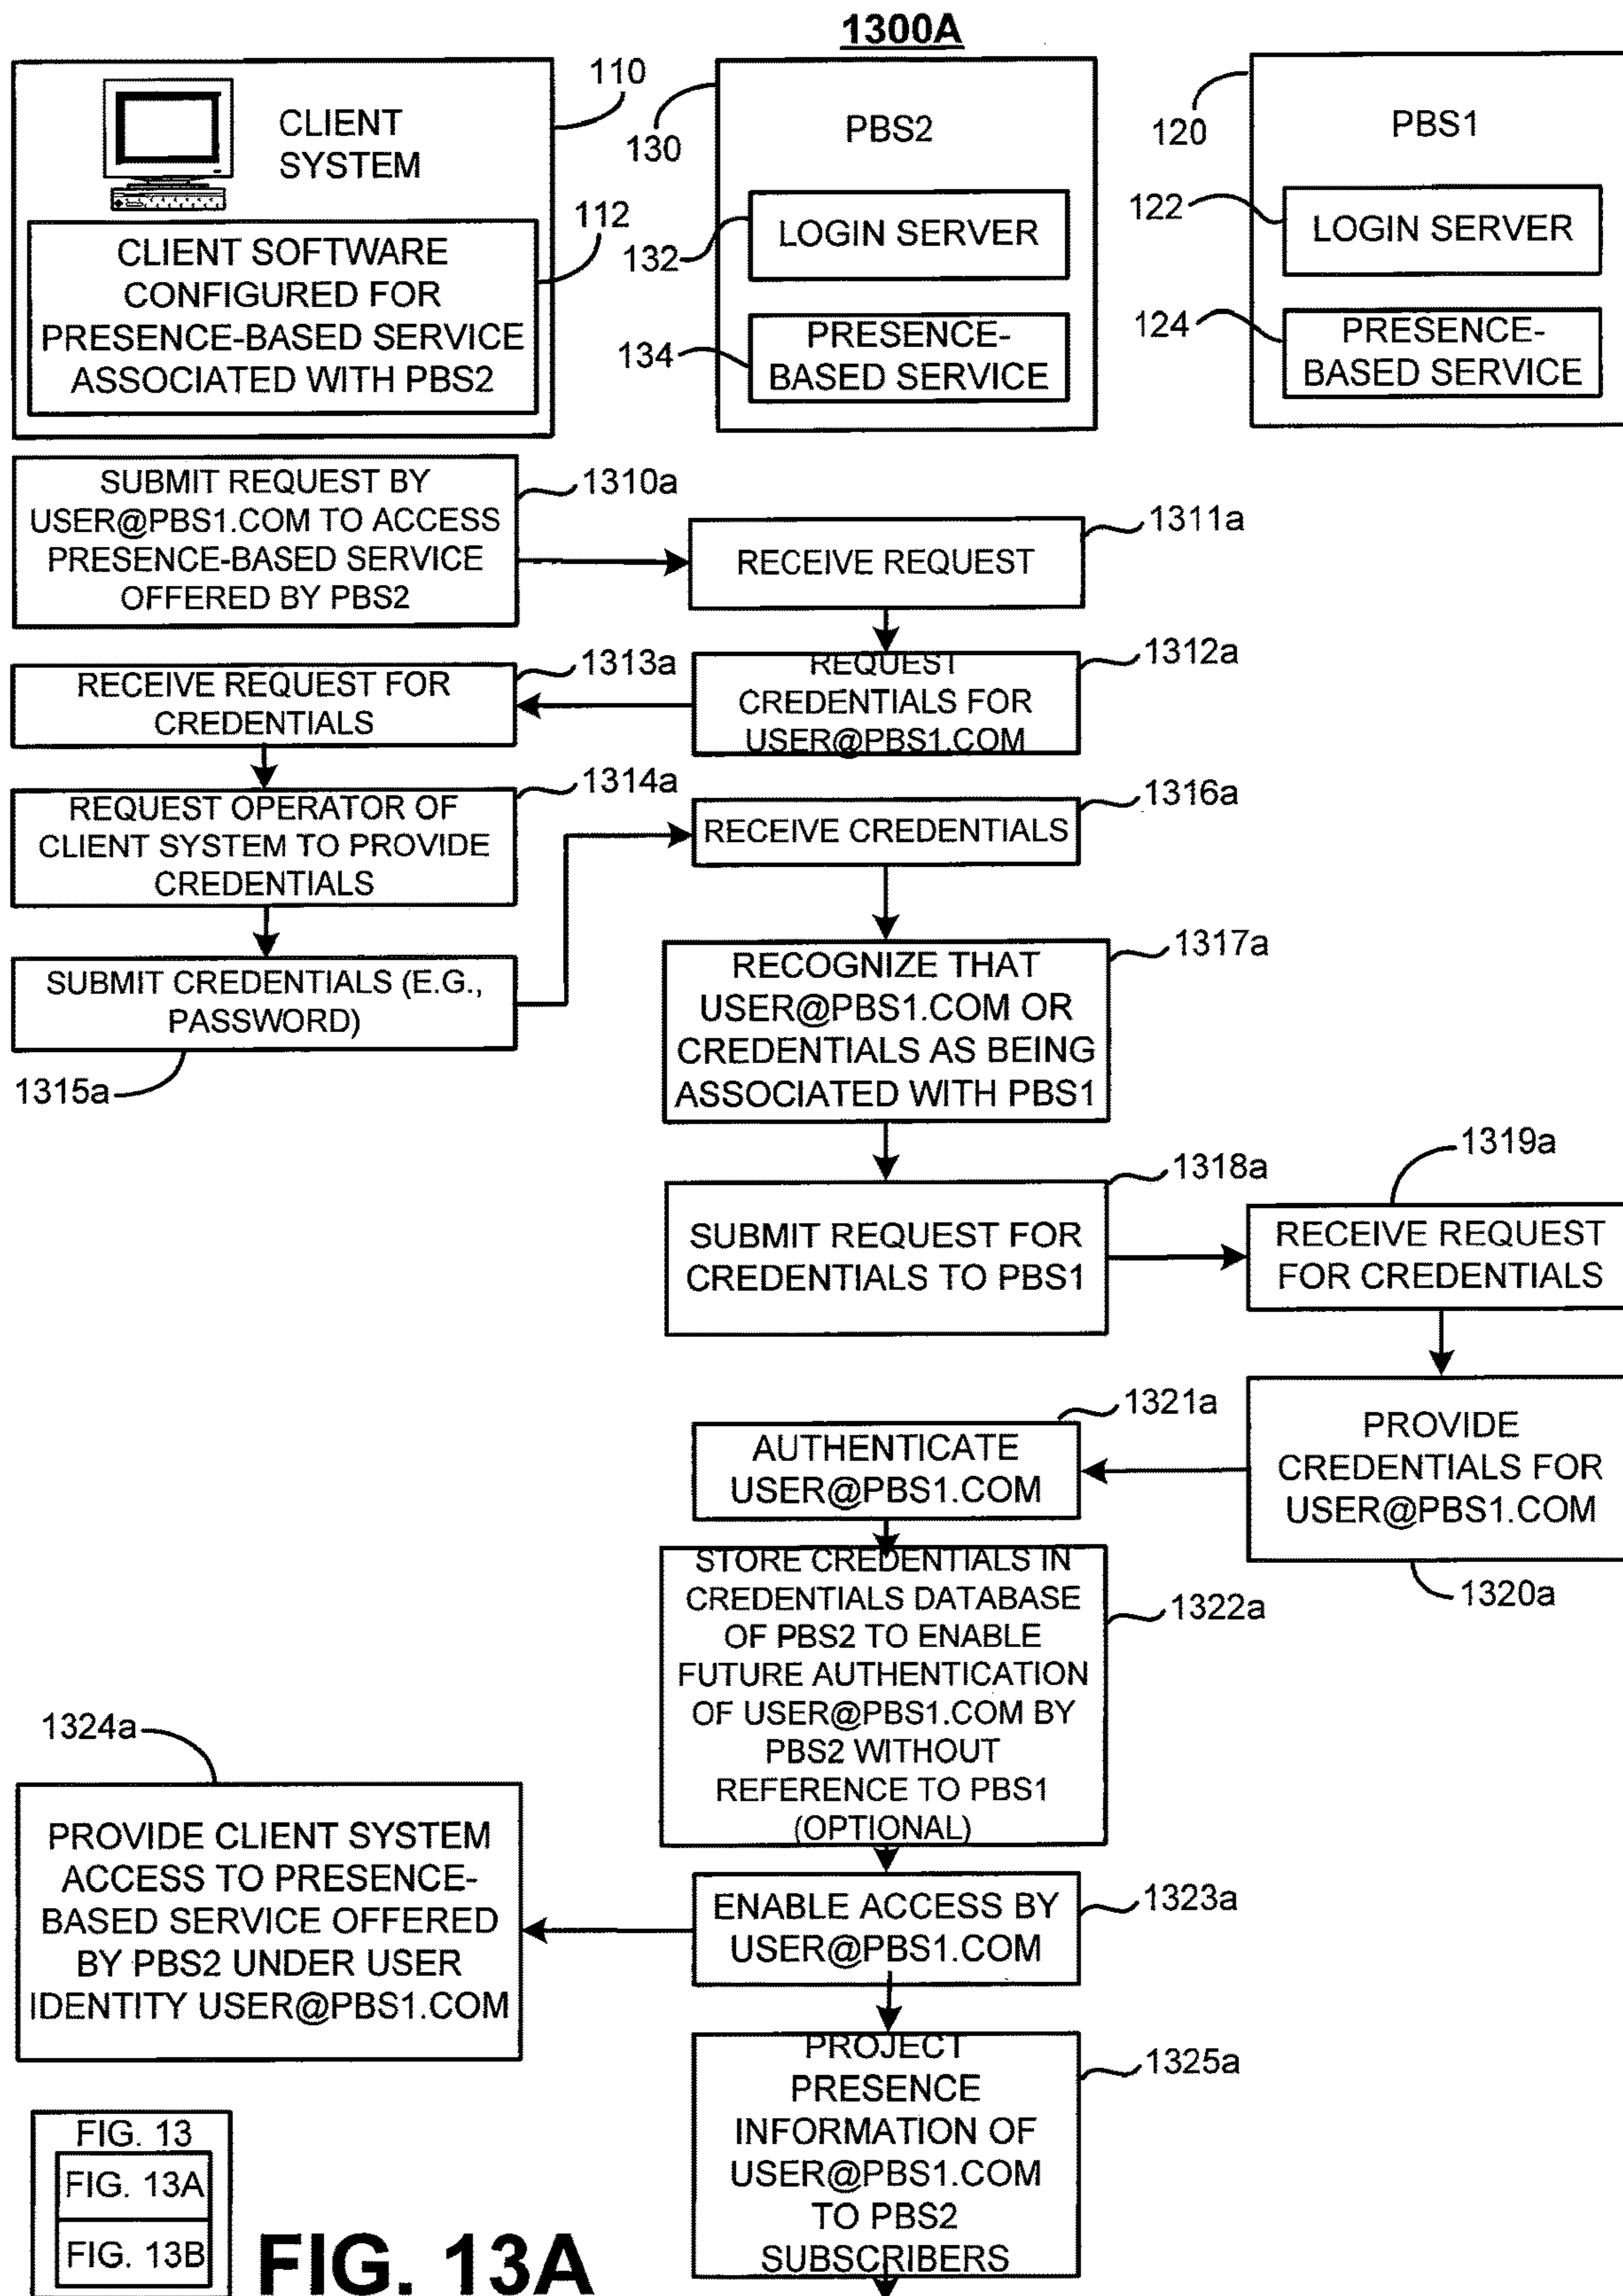 1300A
CLIENT
SYSTEM
110
CLIENT SOFTWARE
CONFIGURED FOR
PRESENCE-BASED SERVICE
ASSOCIATED WITH PBS2
112
130
PBS2
132
LOGIN SERVER
134
PRESENCE-
BASED SERVICE
120
PBS1
122
LOGIN SERVER
124
PRESENCE-
BASED SERVICE
SUBMIT REQUEST BY
USER@PBS1.COM TO ACCESS
PRESENCE-BASED SERVICE
OFFERED BY PBS2
1310a
RECEIVE REQUEST
1311a
REQUEST
CREDENTIALS FOR
USER@PBS1.COM
1312a
RECEIVE REQUEST FOR
CREDENTIALS
1313a
REQUEST OPERATOR OF
CLIENT SYSTEM TO PROVIDE
CREDENTIALS
1314a
SUBMIT CREDENTIALS (E.G.,
PASSWORD)
1315a
RECEIVE CREDENTIALS
1316a
RECOGNIZE THAT
USER@PBS1.COM OR
CREDENTIALS AS BEING
ASSOCIATED WITH PBS1
1317a
SUBMIT REQUEST FOR
CREDENTIALS TO PBS1
1318a
RECEIVE REQUEST
FOR CREDENTIALS
1319a
PROVIDE
CREDENTIALS FOR
USER@PBS1.COM
1320a
AUTHENTICATE
USER@PBS1.COM
1321a
STORE CREDENTIALS IN
CREDENTIALS DATABASE
OF PBS2 TO ENABLE
FUTURE AUTHENTICATION
OF USER@PBS1.COM BY
PBS2 WITHOUT
REFERENCE TO PBS1
(OPTIONAL)
1322a
ENABLE ACCESS BY
USER@PBS1.COM
1323a
1324a
PROVIDE CLIENT SYSTEM
ACCESS TO PRESENCE-
BASED SERVICE OFFERED
BY PBS2 UNDER USER
IDENTITY USER@PBS1.COM
PROJECT
PRESENCE
INFORMATION OF
USER@PBS1.COM
TO PBS2
SUBSCRIBERS
1325a
FIG. 13
FIG. 13A
FIG. 13B
FIG. 13A